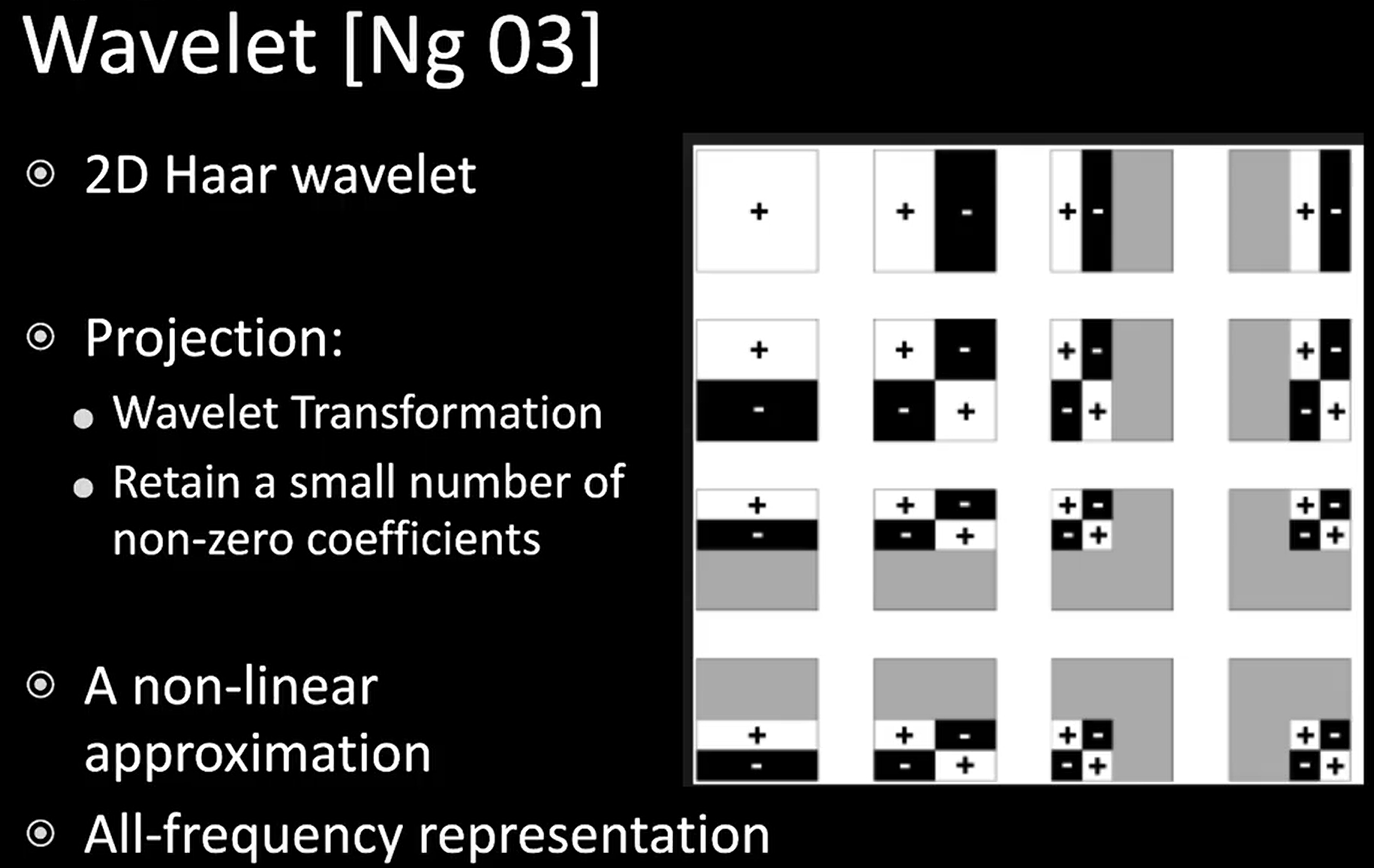 Wavelet [Ng 03]
2D Haar wavelet
Projection:
Wavelet Transformation
Retain a small number of
non-zero coefficients
A non-linear
approximation
All-frequency representation
+ + - + - + -
+ + - + - + -
- - + - + - +
+ + - + - + -
- - + - + - +
+ + - + - + -
- - + - + - +